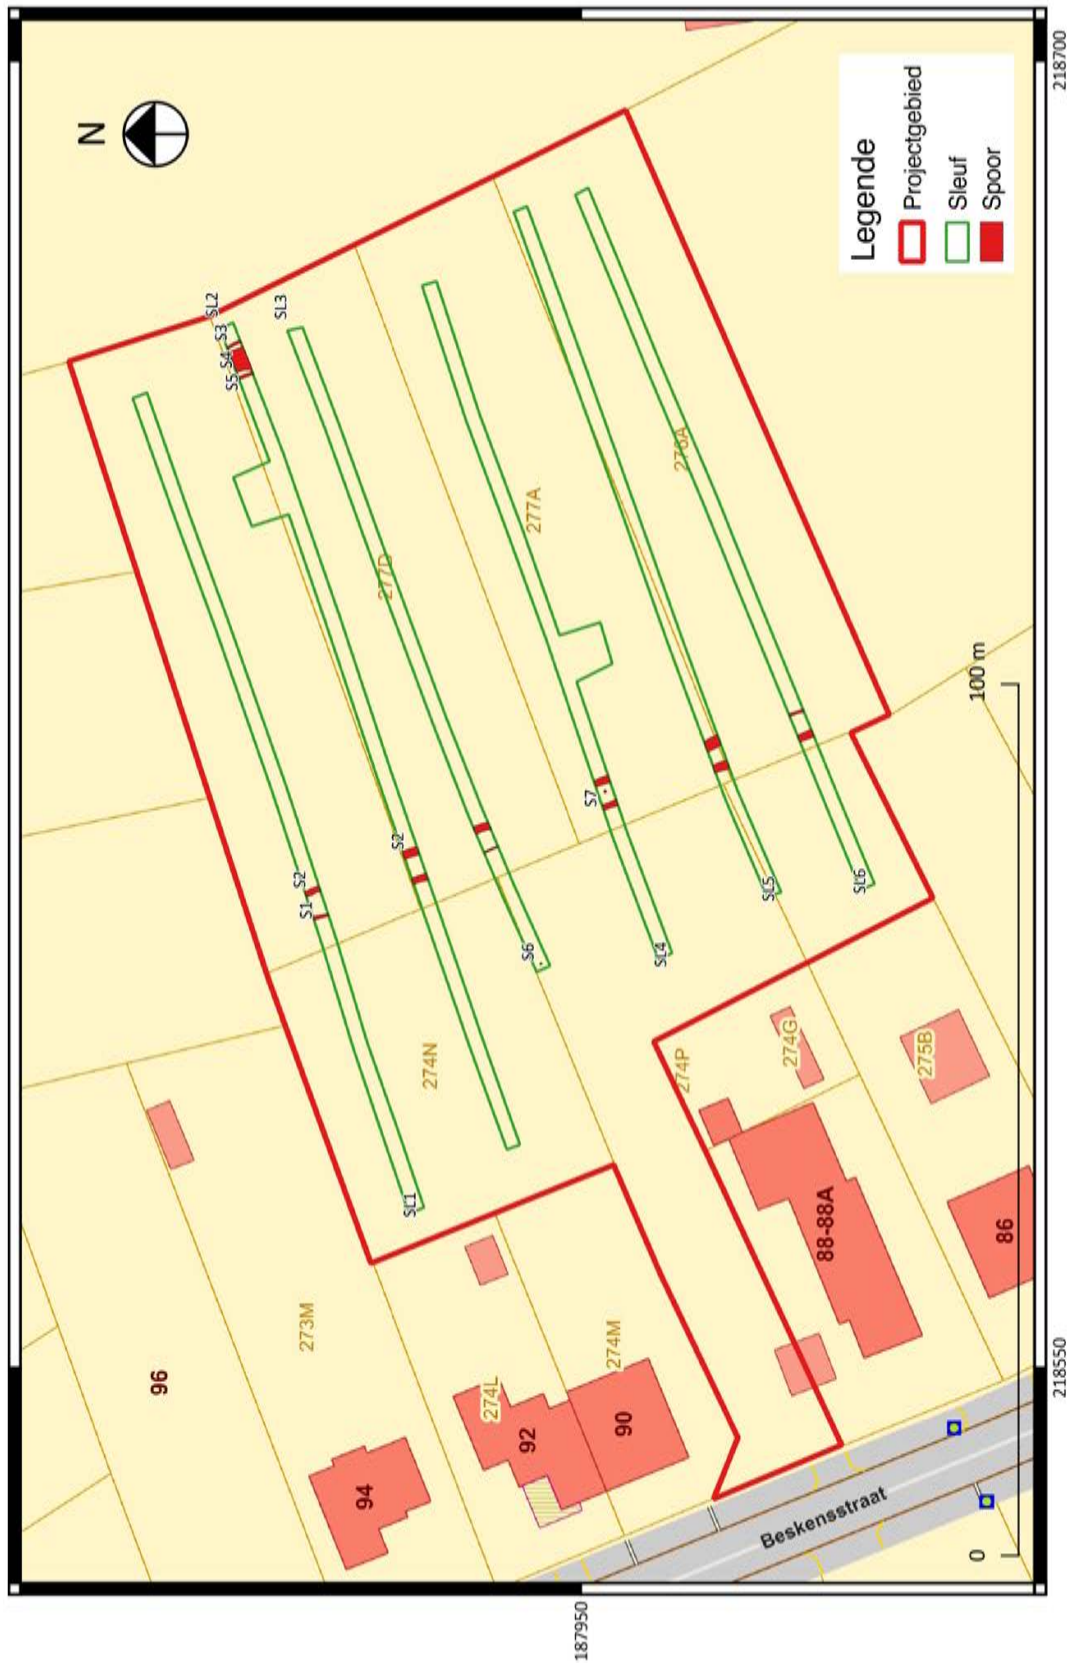 N
Legende
Projectgebied
Sleuf
Spoor
218700
SL2
S3
S4
S5
SL3
277D
277A
276A
S2
S1
S2
S7
S6
SL4
SL5
SL6
100 m
SL1
274N
274P
274G
275B
88-88A
86
96
273M
274L
274M
94
92
90
Beskensstraat
0
218550
187950